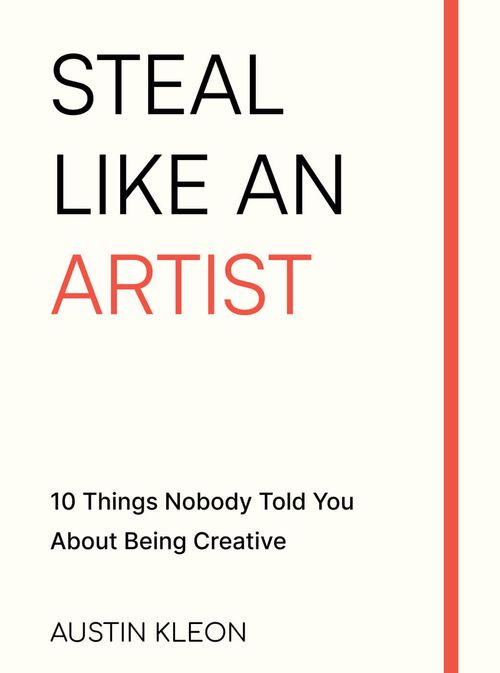 STEAL
LIKE AN
ARTIST
10 Things Nobody Told You
About Being Creative
AUSTIN KLEON